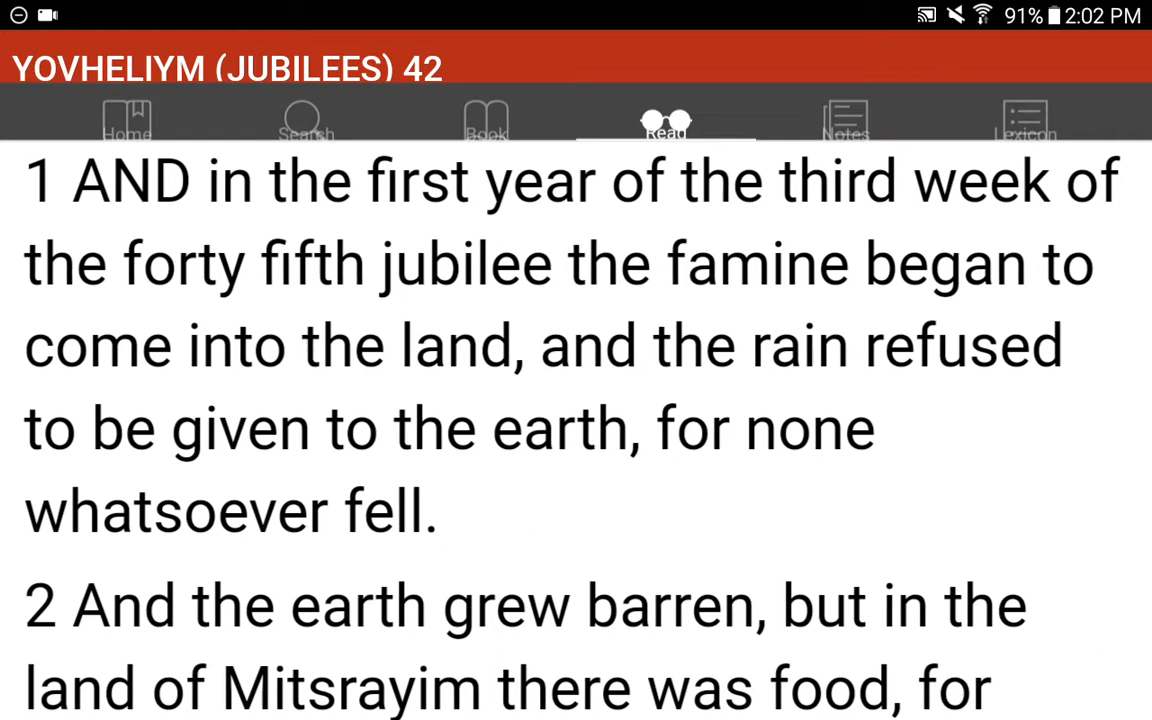 91% 2:02 PM
YOVHELIYM (JUBILEES) 42
Home Search Book Read Notes Lexicon
1 AND in the first year of the third week of
the forty fifth jubilee the famine began to
come into the land, and the rain refused
to be given to the earth, for none
whatsoever fell.
2 And the earth grew barren, but in the
land of Mitsrayim there was food, for